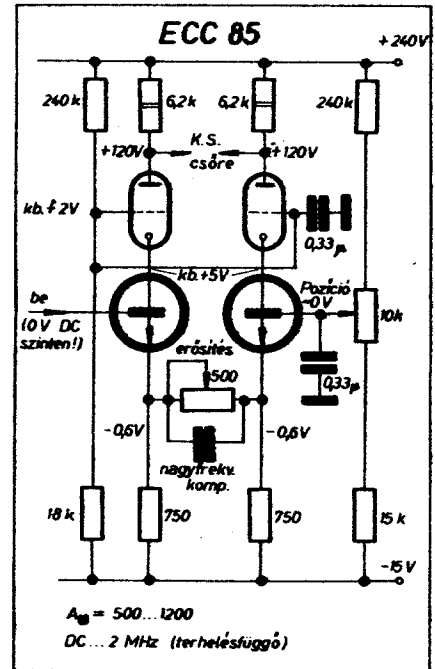 ECC 85
+240V
240k
6,2k
6,2k
240k
K.S.
csőre
+120V
+120V
kb. +2V
0,33µ
kb.+5V
be
(0V DC
szinten!)
Pozíció
~0V
10k
erősítés
500
0,33µ
-0,6V
-0,6V
nagyfrekv.
komp.
18k
750
750
15k
-15V
= 500...1200
DC...2 MHz (terhelésfüggő)